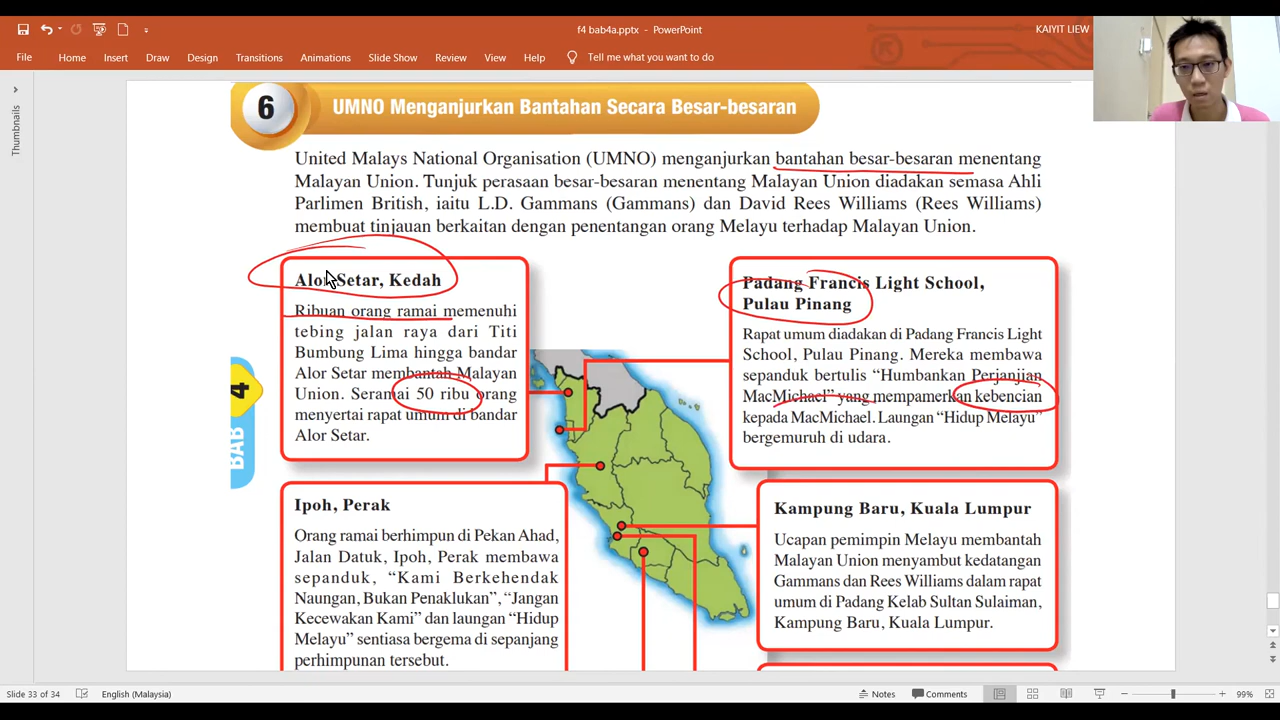 f4 bab4a.pptx - PowerPoint
KAIYIT LIEW
File Home Insert Draw Design Transitions Animations Slide Show Review View Help Tell me what you want to do
Thumbnails
6
UMNO Menganjurkan Bantahan Secara Besar-besaran
United Malays National Organisation (UMNO) menganjurkan bantahan besar-besaran menentang
Malayan Union. Tunjuk perasaan besar-besaran menentang Malayan Union diadakan semasa Ahli
Parlimen British, iaitu L.D. Gammans (Gammans) dan David Rees Williams (Rees Williams)
membuat tinjauan berkaitan dengan penentangan orang Melayu terhadap Malayan Union.
Alor Setar, Kedah
Ribuan orang ramai memenuhi
tebing jalan raya dari Titi
Bumbung Lima hingga bandar
Alor Setar membantah Malayan
Union. Seramai 50 ribu orang
menyertai rapat umum di bandar
Alor Setar.
Padang Francis Light School,
Pulau Pinang
Rapat umum diadakan di Padang Francis Light
School, Pulau Pinang. Mereka membawa
sepanduk bertulis “Humbankan Perjanjian
MacMichael” yang mempamerkan kebencian
kepada MacMichael. Laungan “Hidup Melayu”
bergemuruh di udara.
BAB 4
Ipoh, Perak
Orang ramai berhimpun di Pekan Ahad,
Jalan Datuk, Ipoh, Perak membawa
sepanduk, “Kami Berkehendak
Naungan, Bukan Penaklukan”, “Jangan
Kecewakan Kami” dan laungan “Hidup
Melayu” sentiasa bergema di sepanjang
perhimpunan tersebut.
Kampung Baru, Kuala Lumpur
Ucapan pemimpin Melayu membantah
Malayan Union menyambut kedatangan
Gammans dan Rees Williams dalam rapat
umum di Padang Kelab Sultan Sulaiman,
Kampung Baru, Kuala Lumpur.
Slide 33 of 34 English (Malaysia) Notes Comments 99%